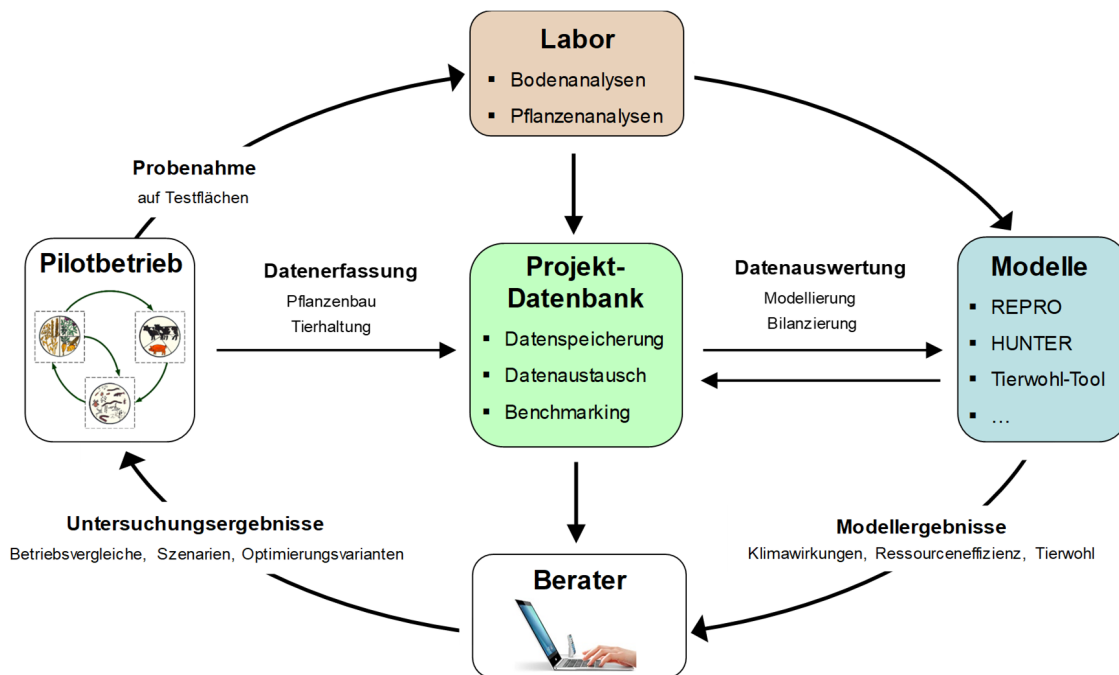 Labor
▪ Bodenanalysen
▪ Pflanzenanalysen
Probenahme
auf Testflächen
Pilotbetrieb
Datenerfassung
Pflanzenbau
Tierhaltung
Projekt-
Datenbank
▪ Datenspeicherung
▪ Datenaustausch
▪ Benchmarking
Datenauswertung
Modellierung
Bilanzierung
Modelle
▪ REPRO
▪ HUNTER
▪ Tierwohl-Tool
▪ …
Untersuchungsergebnisse
Betriebsvergleiche, Szenarien, Optimierungsvarianten
Modellergebnisse
Klimawirkungen, Ressourceneffizienz, Tierwohl
Berater